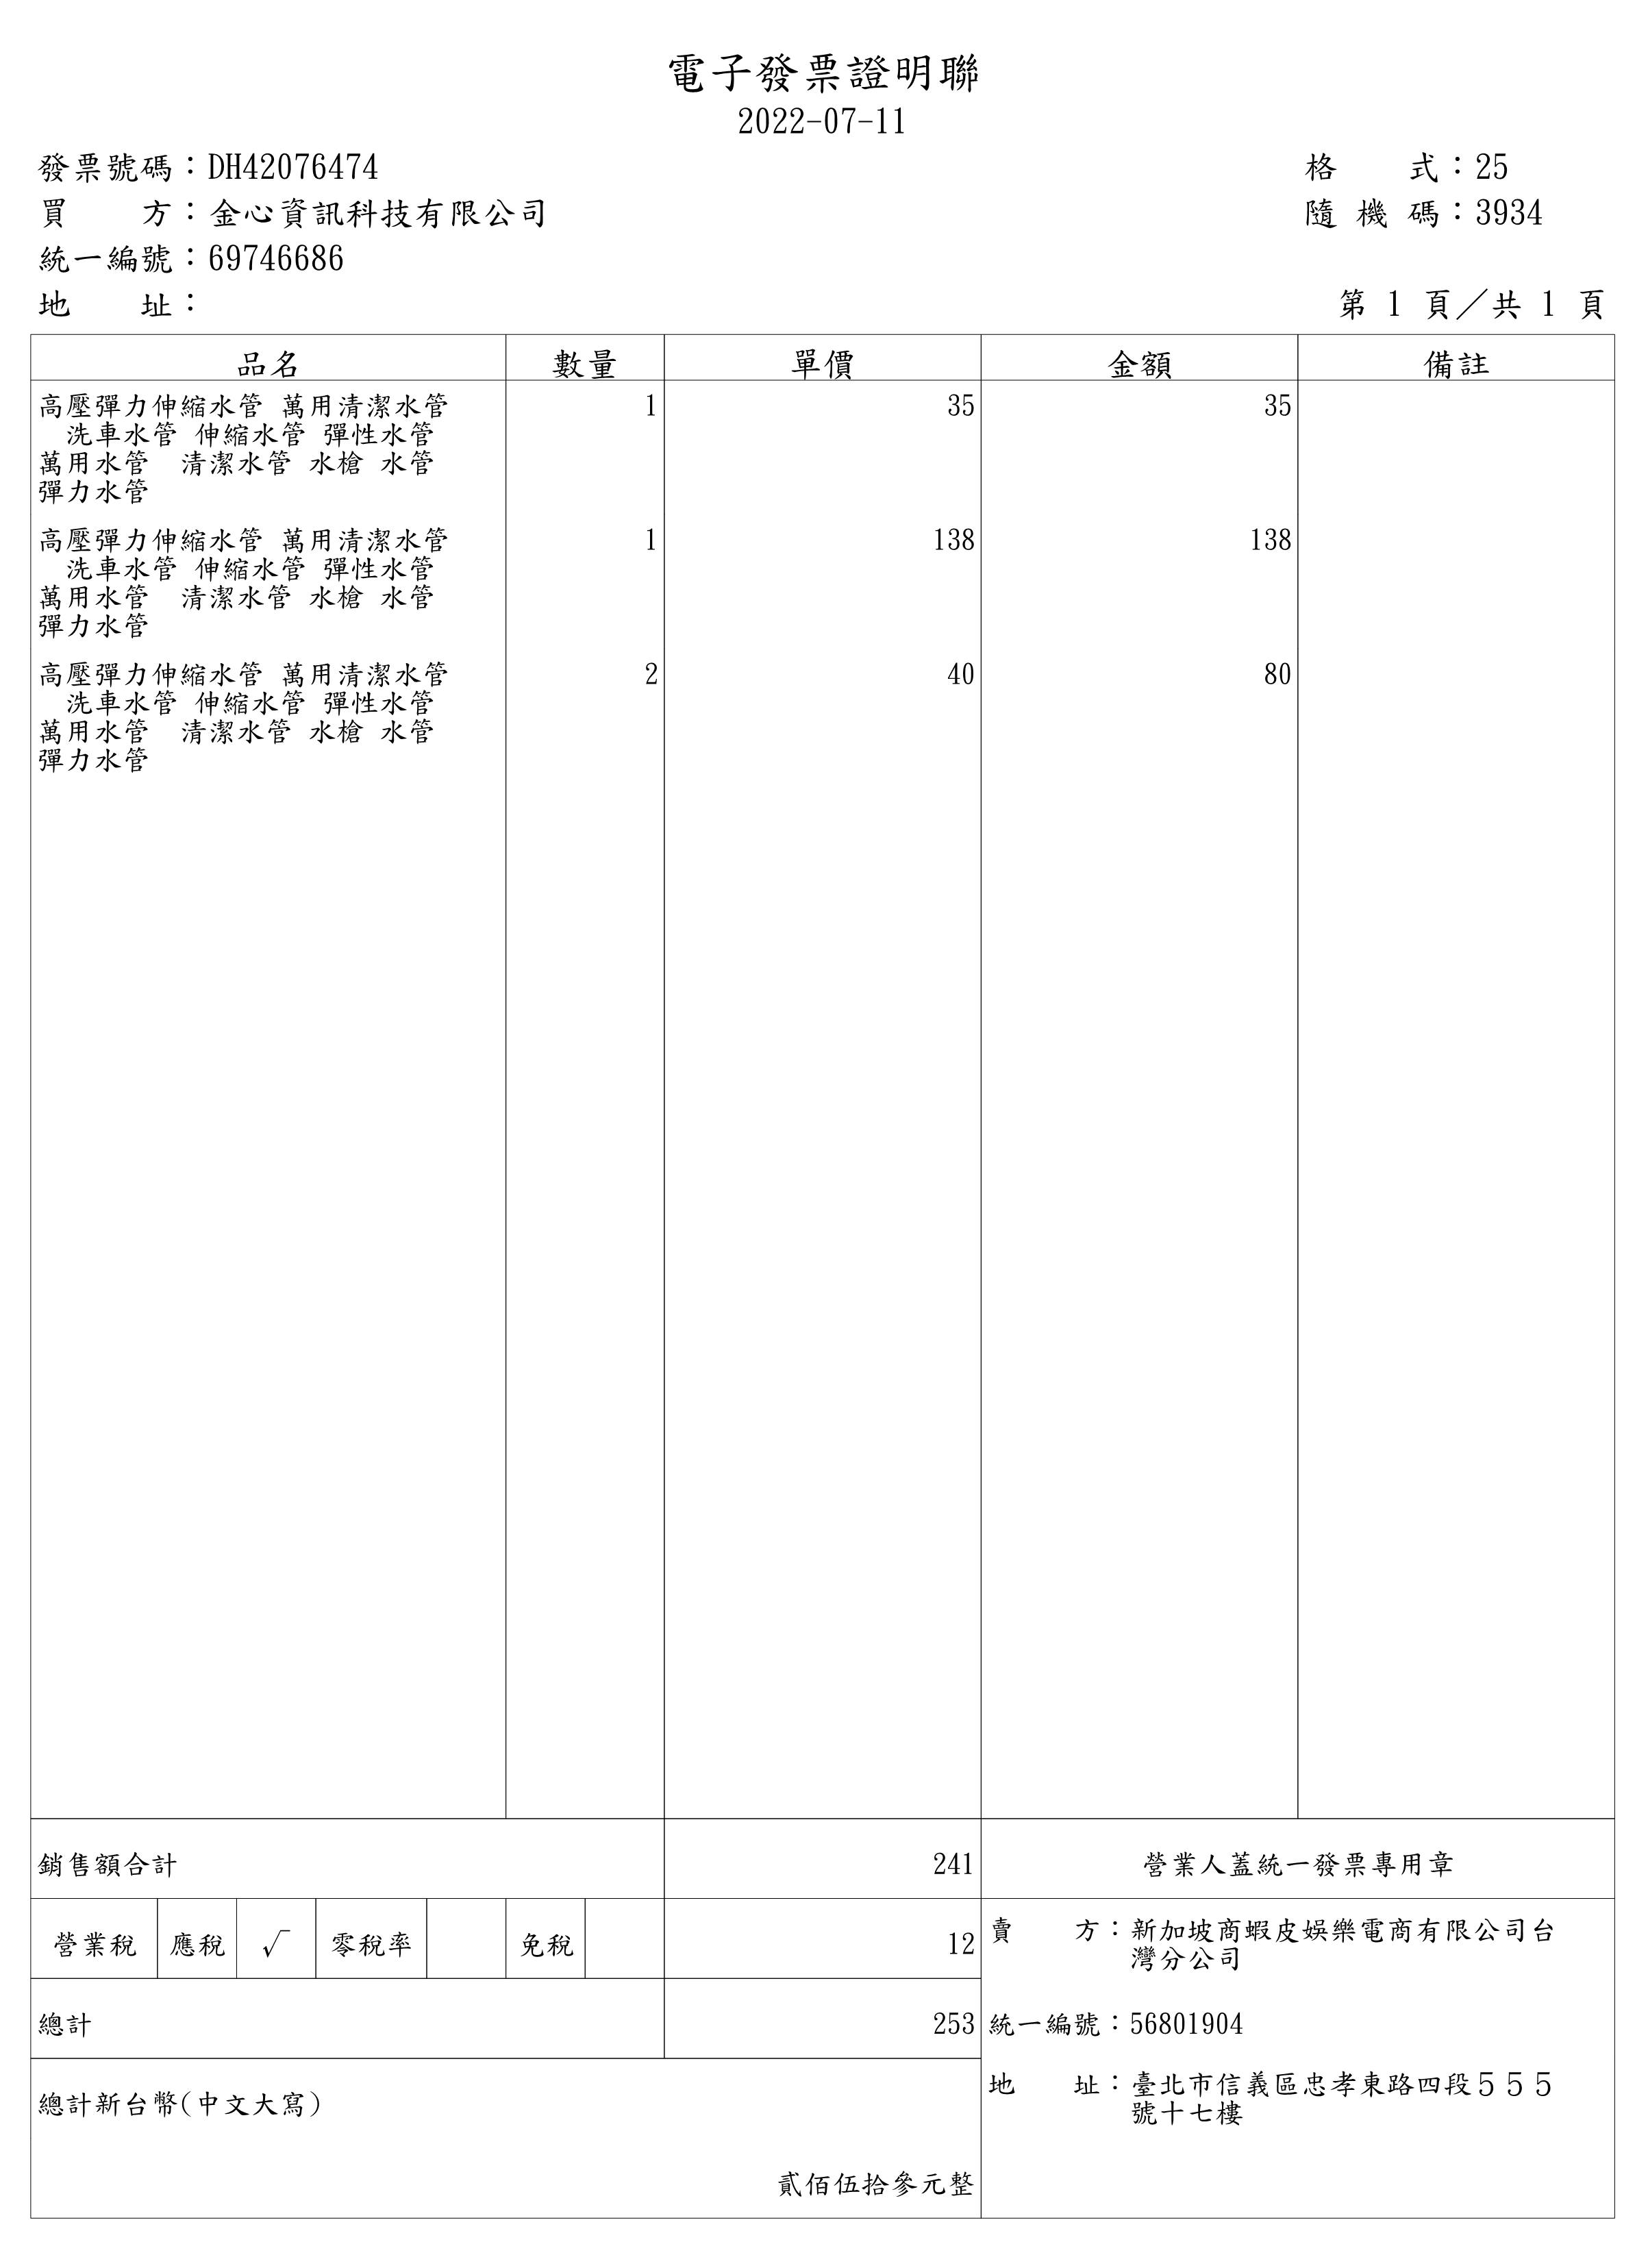 電子發票證明聯
2022-07-11
發票號碼：DH42076474
格　　式：25
買　　方：金心資訊科技有限公司
隨 機 碼：3934
統一編號：69746686
地　　址：
第 1 頁／共 1 頁
品名 數量 單價 金額 備註
高壓彈力伸縮水管 萬用清潔水管 1 35 35
洗車水管 伸縮水管 彈性水管
萬用水管　清潔水管 水槍 水管
彈力水管
高壓彈力伸縮水管 萬用清潔水管 1 138 138
洗車水管 伸縮水管 彈性水管
萬用水管　清潔水管 水槍 水管
彈力水管
高壓彈力伸縮水管 萬用清潔水管 2 40 80
洗車水管 伸縮水管 彈性水管
萬用水管　清潔水管 水槍 水管
彈力水管
銷售額合計 241
營業稅 應稅 √ 零稅率 免稅 12
總計 253
總計新台幣(中文大寫)
貳佰伍拾參元整
營業人蓋統一發票專用章
賣　　方：新加坡商蝦皮娛樂電商有限公司台
灣分公司
統一編號：56801904
地　　址：臺北市信義區忠孝東路四段５５５
號十七樓